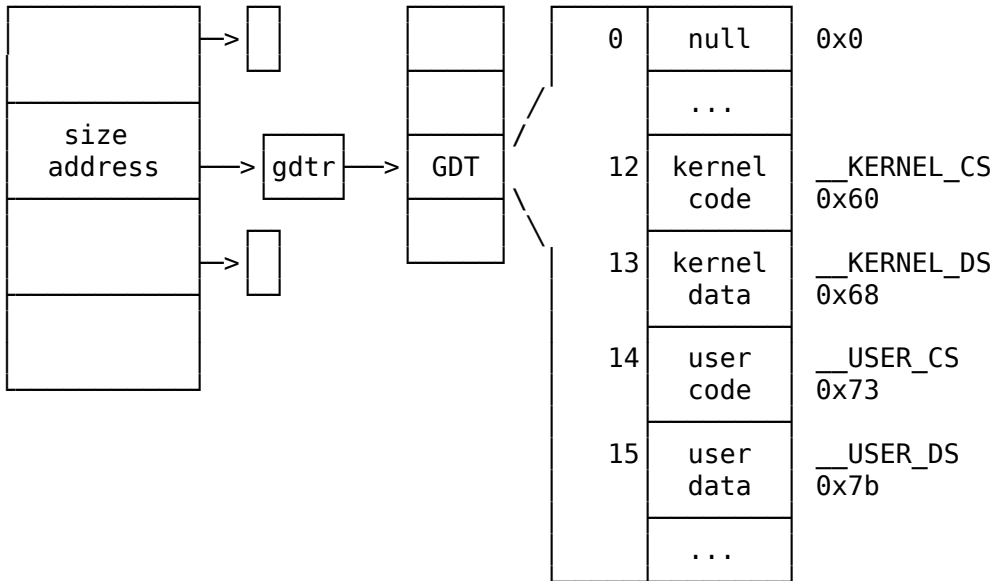 0 null 0x0
...
size
address
gdtr
GDT
12 kernel __KERNEL_CS
code 0x60
13 kernel __KERNEL_DS
data 0x68
14 user __USER_CS
code 0x73
15 user __USER_DS
data 0x7b
...